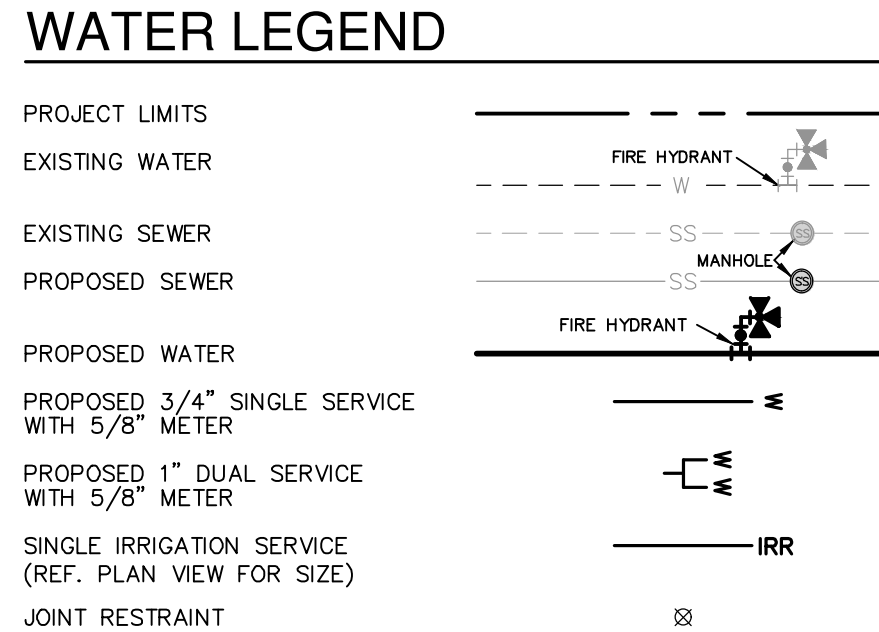 WATER LEGEND
PROJECT LIMITS
EXISTING WATER
FIRE HYDRANT
W
EXISTING SEWER
SS
SS
MANHOLE
PROPOSED SEWER
SS
SS
FIRE HYDRANT
PROPOSED WATER
PROPOSED 3/4" SINGLE SERVICE
WITH 5/8" METER
W
PROPOSED 1" DUAL SERVICE
WITH 5/8" METER
W
W
SINGLE IRRIGATION SERVICE
(REF. PLAN VIEW FOR SIZE)
IRR
JOINT RESTRAINT